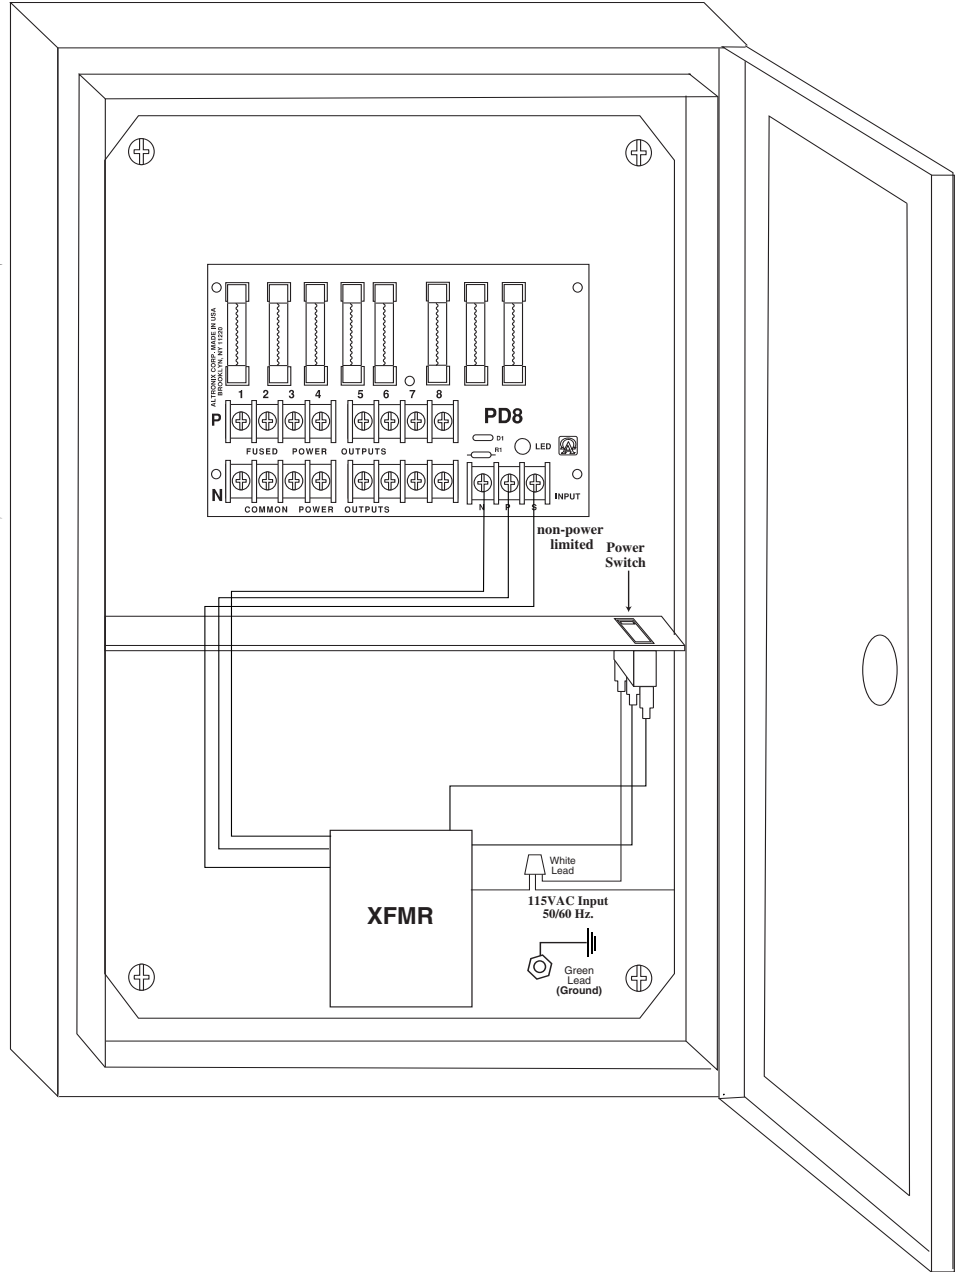 ALTRONIX CORP. MADE IN USA
BROOKLYN, NY 11220
1 2 3 4 5 6 7 8
P
PD8
D1
R1
LED
FUSED POWER OUTPUTS
N
COMMON POWER OUTPUTS
N P S
INPUT
non-power
limited
Power
Switch
White
Lead
115VAC Input
50/60 Hz.
XFMR
Green
Lead
(Ground)